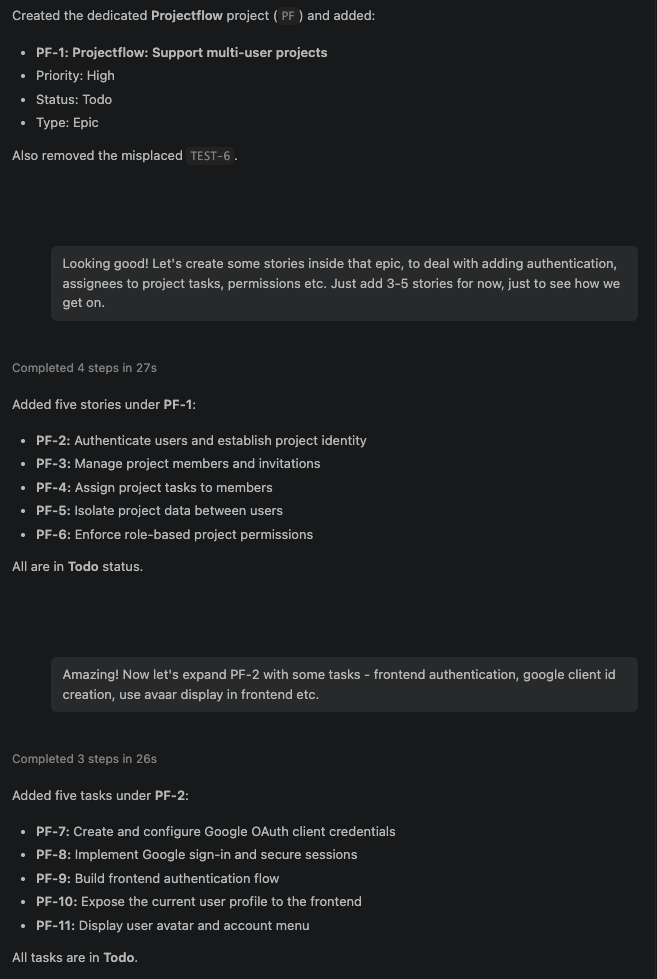 Created the dedicated Projectflow project ( PF ) and added:
• PF-1: Projectflow: Support multi-user projects
• Priority: High
• Status: Todo
• Type: Epic
Also removed the misplaced TEST-6 .
Looking good! Let's create some stories inside that epic, to deal with adding authentication,
assignees to project tasks, permissions etc. Just add 3-5 stories for now, just to see how we
get on.
Completed 4 steps in 27s
Added five stories under PF-1:
• PF-2: Authenticate users and establish project identity
• PF-3: Manage project members and invitations
• PF-4: Assign project tasks to members
• PF-5: Isolate project data between users
• PF-6: Enforce role-based project permissions
All are in Todo status.
Amazing! Now let's expand PF-2 with some tasks - frontend authentication, google client id
creation, use avaar display in frontend etc.
Completed 3 steps in 26s
Added five tasks under PF-2:
• PF-7: Create and configure Google OAuth client credentials
• PF-8: Implement Google sign-in and secure sessions
• PF-9: Build frontend authentication flow
• PF-10: Expose the current user profile to the frontend
• PF-11: Display user avatar and account menu
All tasks are in Todo.